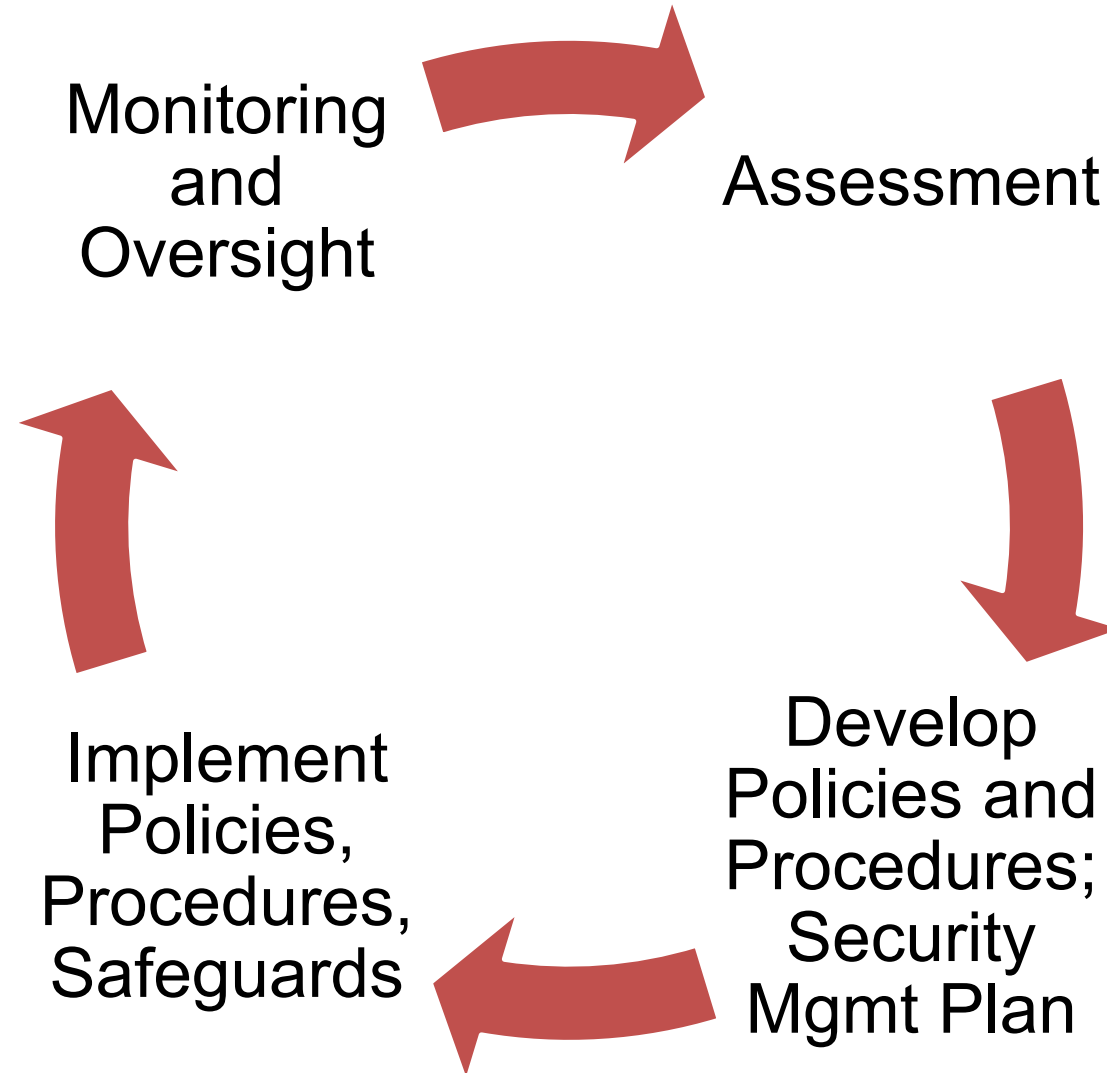 Monitoring
and
Oversight
Assessment
Develop
Policies and
Procedures;
Security
Mgmt Plan
Implement
Policies,
Procedures,
Safeguards